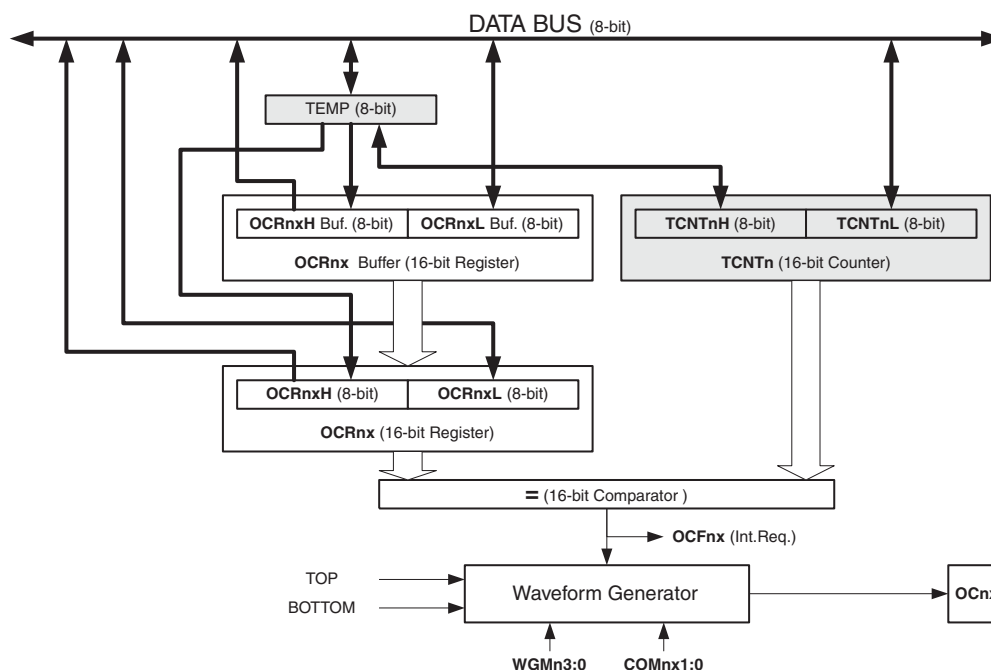 DATA BUS (8-bit)
TEMP (8-bit)
OCRnxH Buf. (8-bit)
OCRnxL Buf. (8-bit)
TCNTnH (8-bit)
TCNTnL (8-bit)
OCRnx Buffer (16-bit Register)
TCNTn (16-bit Counter)
OCRnxH (8-bit)
OCRnxL (8-bit)
OCRnx (16-bit Register)
= (16-bit Comparator )
OCFnx (Int.Req.)
TOP
BOTTOM
Waveform Generator
OCnx
WGMn3:0
COMnx1:0